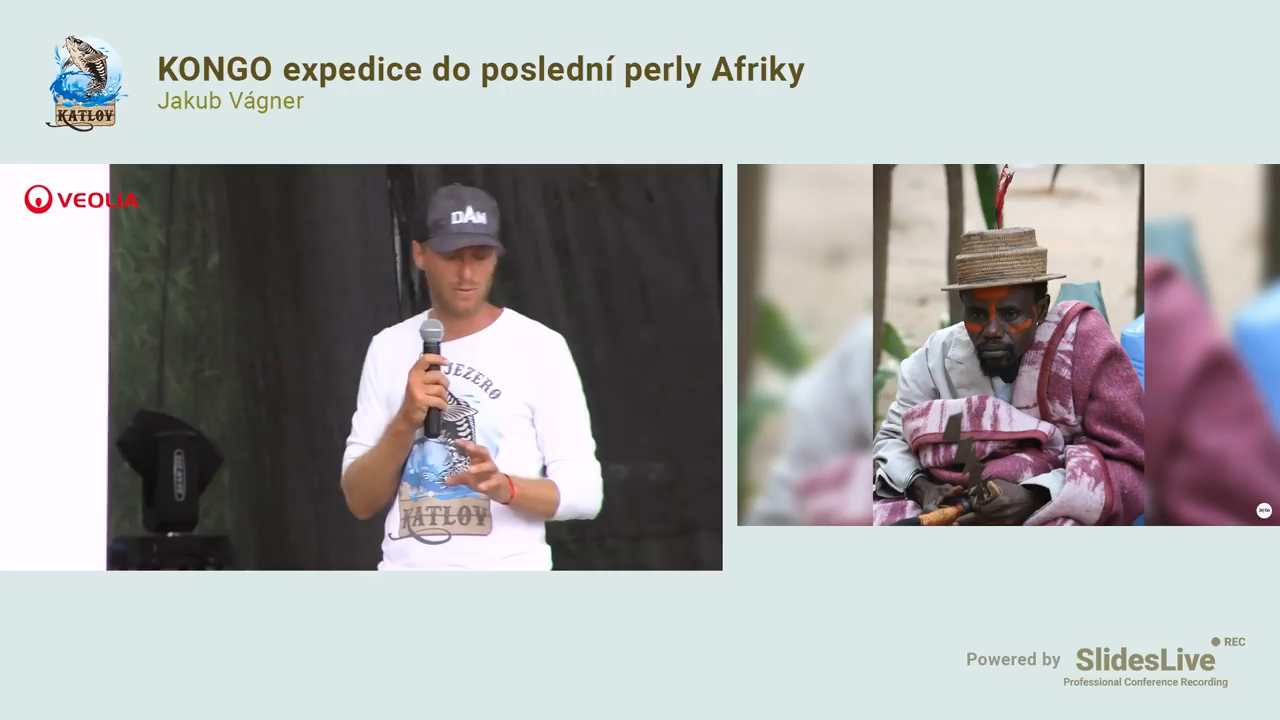 KONGO expedice do poslední perly Afriky
Jakub Vágner
KATLOV
VEOLIA
DAM
JEZERO
KATLOV
Powered by
SlidesLive
REC
Professional Conference Recording